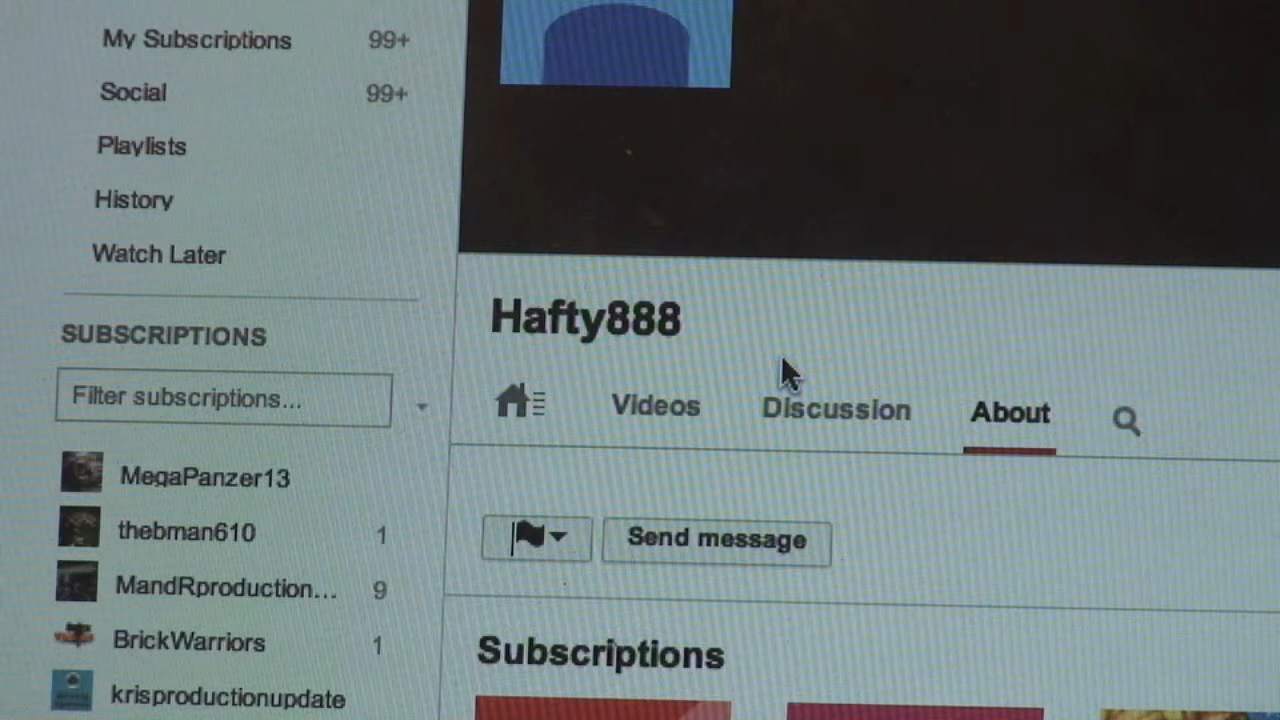 My Subscriptions 99+
Social 99+
Playlists
History
Watch Later
SUBSCRIPTIONS
Filter subscriptions...
MegaPanzer13
thebman610 1
MandRproduction... 9
BrickWarriors 1
krisproductionupdate
Hafty888
Videos Discussion About
Send message
Subscriptions